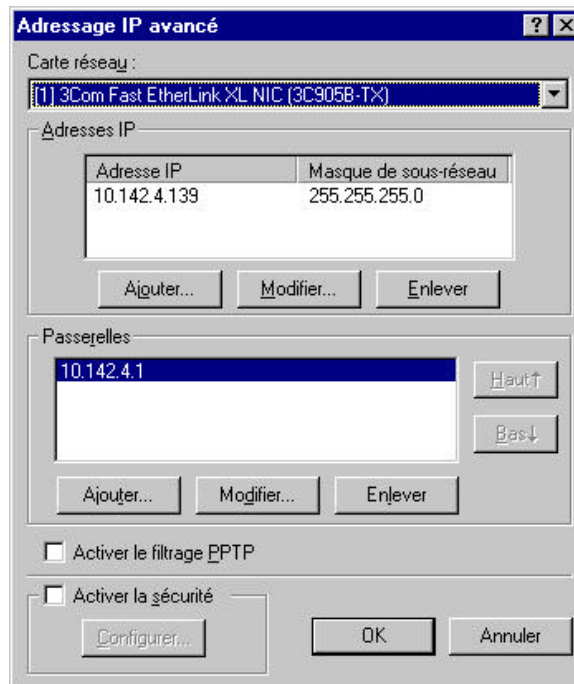 Adressage IP avancé
Carte réseau :
[1] 3Com Fast EtherLink XL NIC (3C905B-TX)
Adresses IP
Adresse IP Masque de sous-réseau
10.142.4.139 255.255.255.0
Ajouter... Modifier... Enlever
Passerelles
10.142.4.1
Haut↑
Bas↓
Ajouter... Modifier... Enlever
Activer le filtrage PPTP
Activer la sécurité
Configurer... OK Annuler